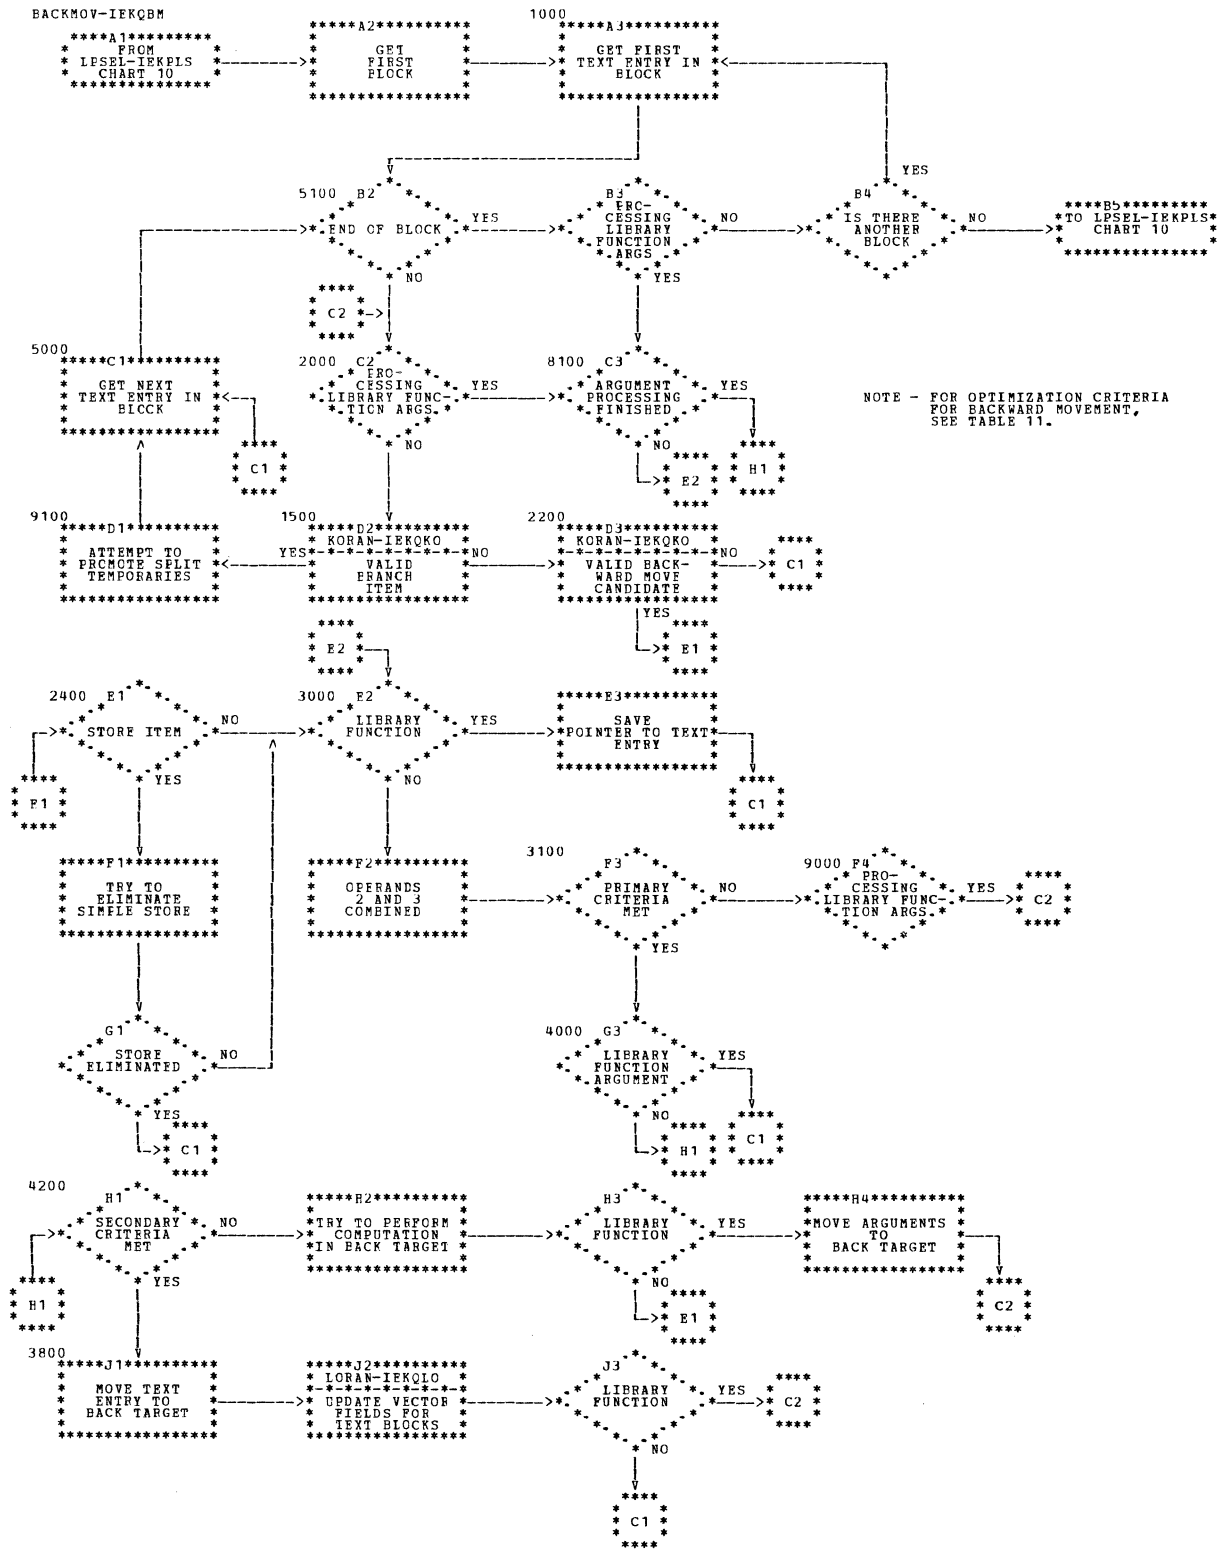 BACKMOV-IEKQBM
A1
FROM
LPSEL-IEKPLS
CHART 10
A2
GET
FIRST
BLOCK
1000
A3
GET FIRST
TEXT ENTRY IN
BLOCK
5100
B2
END OF BLOCK
YES
NO
B3
PRO-
CESSING
LIBRARY
FUNCTION
ARGS
NO
YES
B4
IS THERE
ANOTHER
BLOCK
YES
NO
B5
TO LPSEL-IEKPLS
CHART 10
C2
5000
C1
GET NEXT
TEXT ENTRY IN
BLOCK
C1
2000
C2
PRO-
CESSING
LIBRARY FUNC-
TION ARGS
YES
NO
8100
C3
ARGUMENT
PROCESSING
FINISHED
YES
NO
E2
H1
NOTE - FOR OPTIMIZATION CRITERIA
FOR BACKWARD MOVEMENT,
SEE TABLE 11.
9100
D1
ATTEMPT TO
PROMOTE SPLIT
TEMPORARIES
1500
D2
KORAN-IEKQKO
YES
NO
VALID
BRANCH
ITEM
2200
D3
KORAN-IEKQKO
NO
VALID BACK-
WARD MOVE
CANDIDATE
YES
C1
E1
E2
2400
E1
STORE ITEM
NO
YES
E1
3000
E2
LIBRARY
FUNCTION
YES
NO
E3
SAVE
POINTER TO TEXT
ENTRY
C1
F1
TRY TO
ELIMINATE
SIMPLE STORE
F2
OPERANDS
2 AND 3
COMBINED
3100
F3
PRIMARY
CRITERIA
MET
NO
YES
9000
F4
PRO-
CESSING
LIBRARY FUNC-
TION ARGS
YES
C2
G1
STORE
ELIMINATED
NO
YES
C1
4000
G3
LIBRARY
FUNCTION
ARGUMENT
YES
NO
H1
C1
4200
H1
SECONDARY
CRITERIA
MET
NO
YES
H1
H2
TRY TO PERFORM
COMPUTATION
IN BACK TARGET
H3
LIBRARY
FUNCTION
YES
NO
E1
H4
MOVE ARGUMENTS
TO
BACK TARGET
C2
3800
J1
MOVE TEXT
ENTRY TO
BACK TARGET
J2
LORAN-IEKQLO
UPDATE VECTOR
FIELDS FOR
TEXT BLOCKS
J3
LIBRARY
FUNCTION
YES
NO
C2
C1